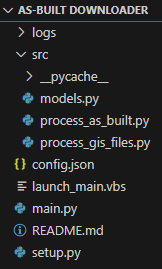 AS-BUILT DOWNLOADER
logs
src
__pycache__
models.py
process_as_built.py
process_gis_files.py
config.json
launch_main.vbs
main.py
README.md
setup.py